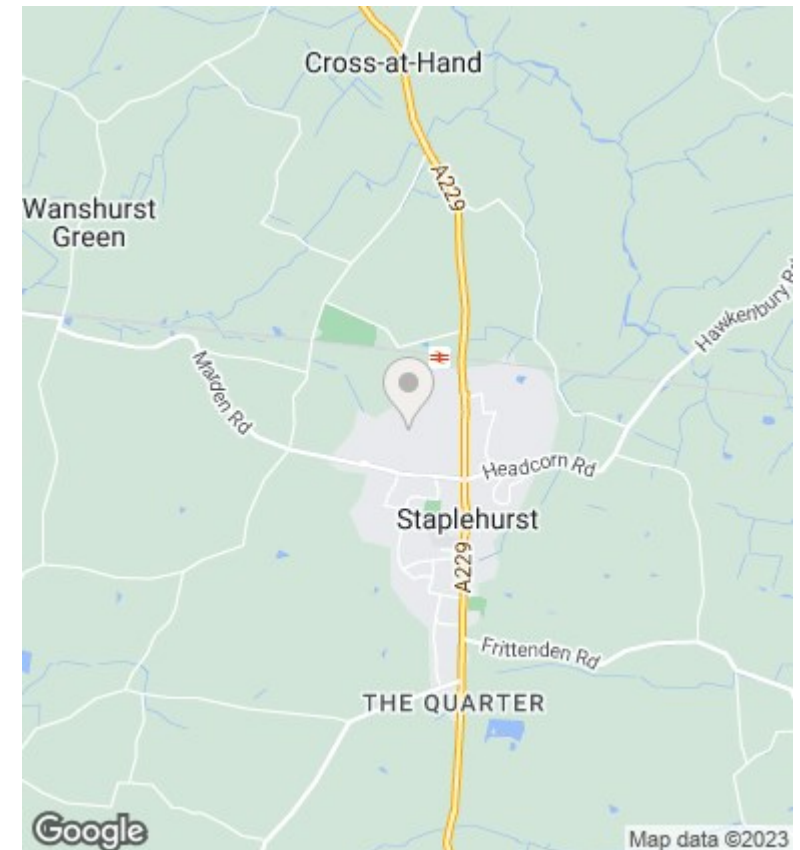 Cross-at-Hand
A229
Wanshurst
Green
Hawkenbury Rd
Marden Rd
Headcorn Rd
Staplehurst
A229
Frittenden Rd
THE QUARTER
Google
Map data ©2023